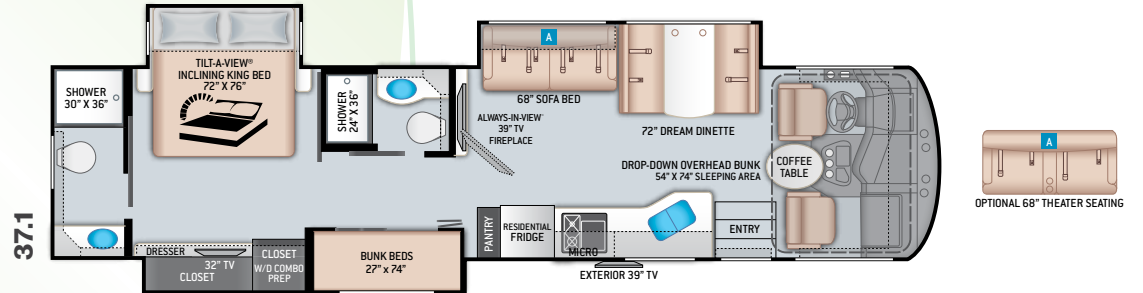 37.1
SHOWER
30" X 36"
TILT-A-VIEW®
INCLINING KING BED
72" X 76"
SHOWER
24" X 36"
A
68" SOFA BED
ALWAYS-IN-VIEW™
39" TV
FIREPLACE
72" DREAM DINETTE
DROP-DOWN OVERHEAD BUNK
54" X 74" SLEEPING AREA
COFFEE
TABLE
A
OPTIONAL 68" THEATER SEATING
DRESSER
32" TV
CLOSET
CLOSET
W/D COMBO
PREP
BUNK BEDS
27" x 74"
PANTRY
RESIDENTIAL
FRIDGE
MICRO
ENTRY
EXTERIOR 39" TV